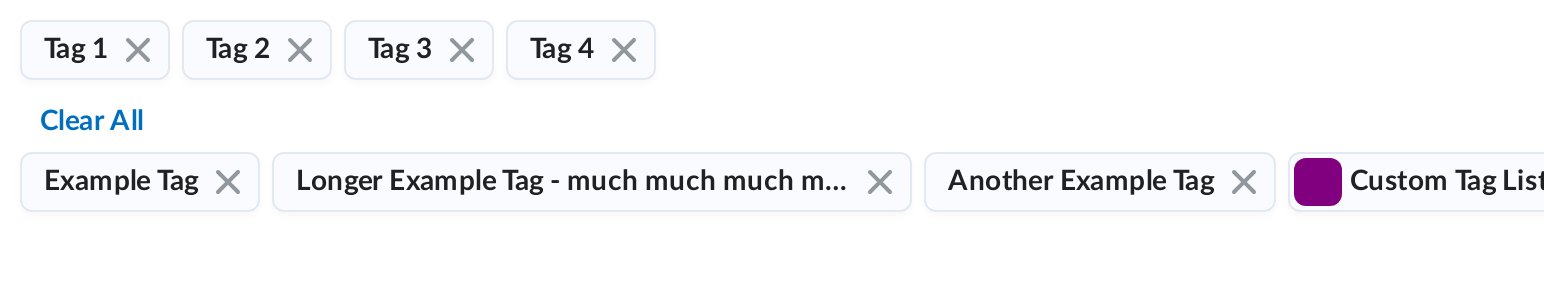 Tag 1 Tag 2 Tag 3 Tag 4
Clear All
Example Tag Longer Example Tag - much much much m... Another Example Tag Custom Tag List